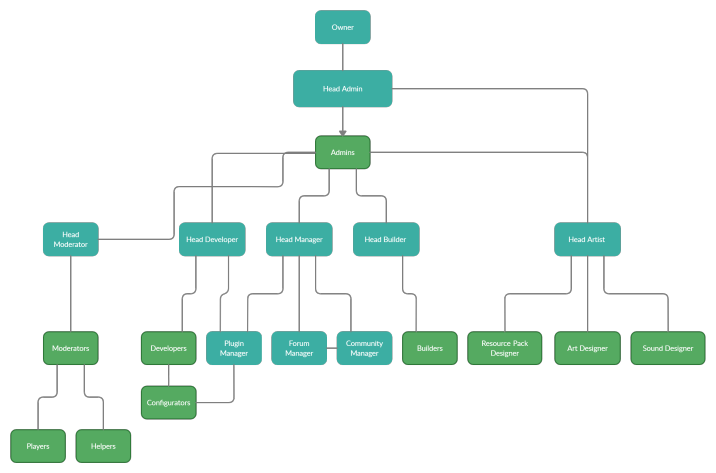 Owner
Head Admin
Admins
Head
Moderator
Head Developer
Head Manager
Head Builder
Head Artist
Moderators
Developers
Plugin
Manager
Forum
Manager
Community
Manager
Builders
Resource Pack
Designer
Art Designer
Sound Designer
Configurators
Players
Helpers